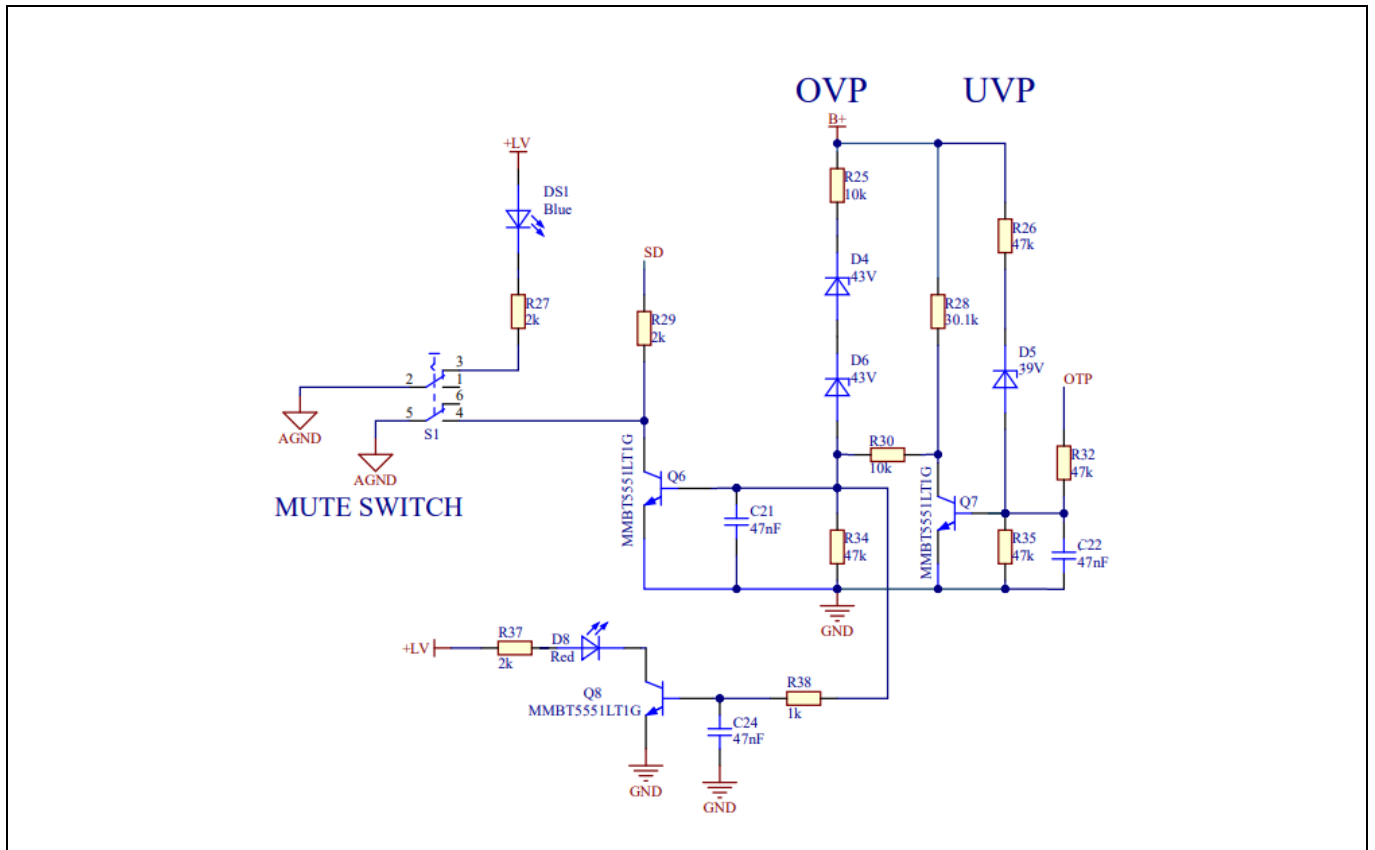 OVP
UVP
B+
+LV
R25
10k
DS1
Blue
R26
47k
SD
D4
43V
R27
2k
R28
30.1k
R29
2k
D6
43V
D5
39V
3
2
1
6
5
4
S1
OTP
AGND
AGND
MUTE SWITCH
R30
10k
R32
47k
MMBT5551LT1G
Q6
MMBT5551LT1G
Q7
C21
47nF
R34
47k
R35
47k
C22
47nF
GND
+LV
R37
2k
D8
Red
Q8
MMBT5551LT1G
R38
1k
C24
47nF
GND
GND